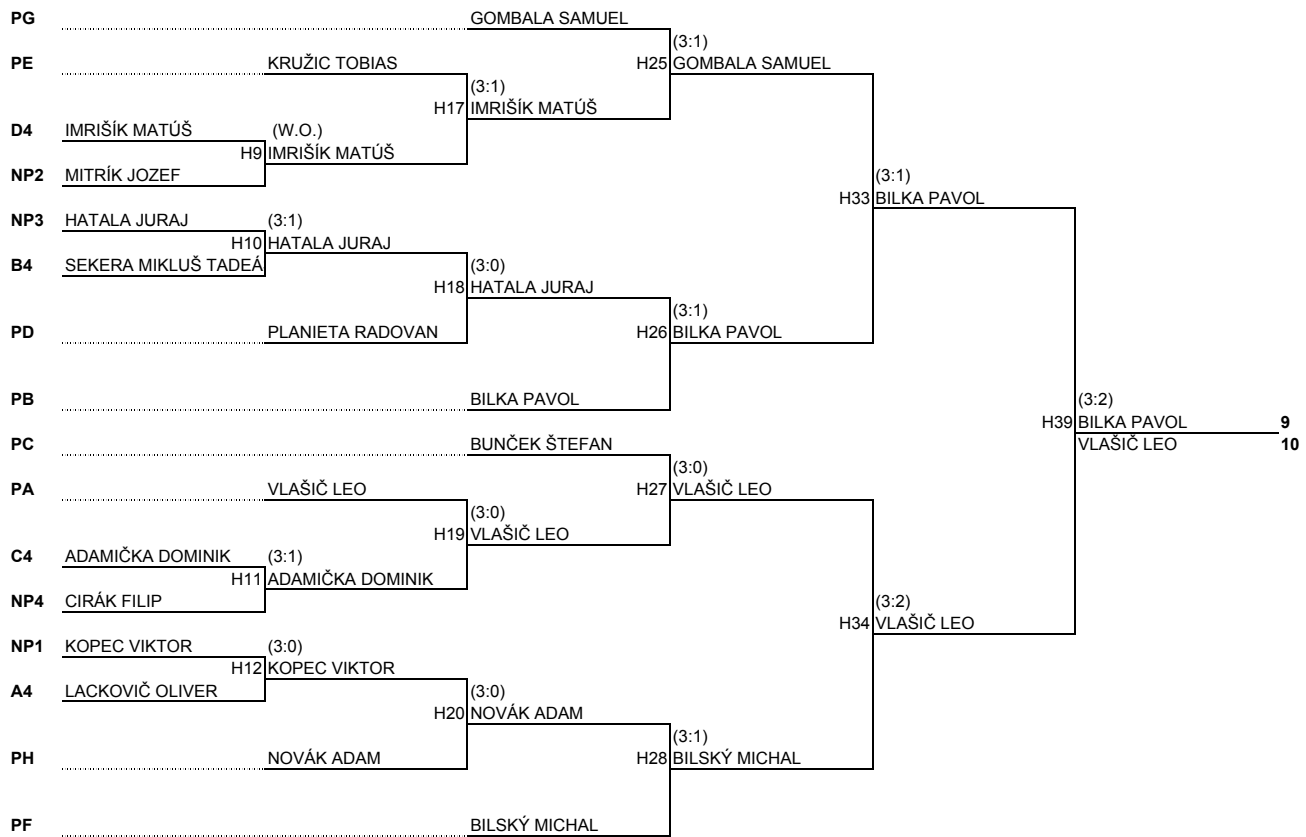 PG GOMBALA SAMUEL
(3:1)
PE KRUŽIC TOBIAS H25 GOMBALA SAMUEL
(3:1)
H17 IMRIŠÍK MATÚŠ
D4 IMRIŠÍK MATÚŠ (W.O.)
H9 IMRIŠÍK MATÚŠ
NP2 MITRÍK JOZEF (3:1)
H33 BILKA PAVOL
NP3 HATALA JURAJ (3:1)
H10 HATALA JURAJ
B4 SEKERA MIKLUŠ TADEÁ (3:0)
H18 HATALA JURAJ
(3:1)
PD PLANIETA RADOVAN H26 BILKA PAVOL
PB BILKA PAVOL (3:2)
H39 BILKA PAVOL 9
PC BUNČEK ŠTEFAN VLAŠIČ LEO 10
(3:0)
PA VLAŠIČ LEO H27 VLAŠIČ LEO
(3:0)
H19 VLAŠIČ LEO
C4 ADAMIČKA DOMINIK (3:1)
H11 ADAMIČKA DOMINIK
NP4 CIRÁK FILIP (3:2)
H34 VLAŠIČ LEO
NP1 KOPEC VIKTOR (3:0)
H12 KOPEC VIKTOR
A4 LACKOVIČ OLIVER (3:0)
H20 NOVÁK ADAM
(3:1)
PH NOVÁK ADAM H28 BILSKÝ MICHAL
PF BILSKÝ MICHAL